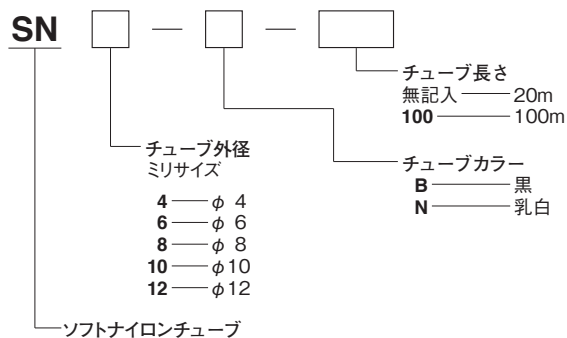 SN □ — □ — □
チューブ長さ
無記入 —— 20m
100 —— 100m
チューブ外径
ミリサイズ
4 —— φ 4
6 —— φ 6
8 —— φ 8
10 —— φ10
12 —— φ12
チューブカラー
B —— 黒
N —— 乳白
ソフトナイロンチューブ